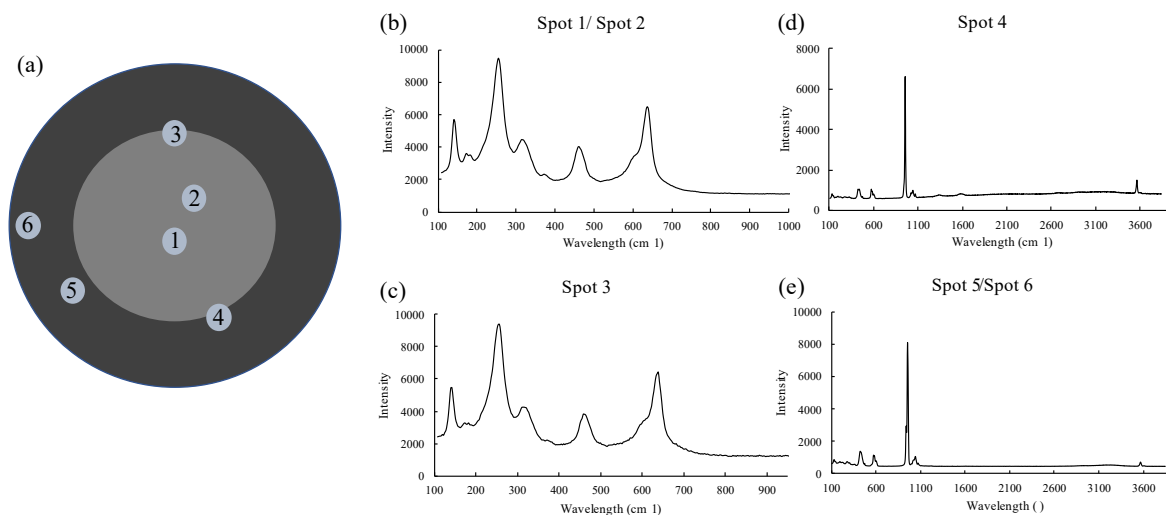 (a)
3
2
6
1
5
4
(b)
Spot 1/ Spot 2
10000
8000
6000
4000
2000
0
Intensity
100 200 300 400 500 600 700 800 900 1000
Wavelength (cm 1)
(c)
Spot 3
10000
8000
6000
4000
2000
0
Intensity
100 200 300 400 500 600 700 800 900
Wavelength (cm 1)
(d)
Spot 4
8000
6000
4000
2000
0
Intensity
100 600 1100 1600 2100 2600 3100 3600
Wavelength (cm 1)
(e)
Spot 5/Spot 6
10000
8000
6000
4000
2000
0
Intensity
100 600 1100 1600 2100 2600 3100 3600
Wavelength ( )